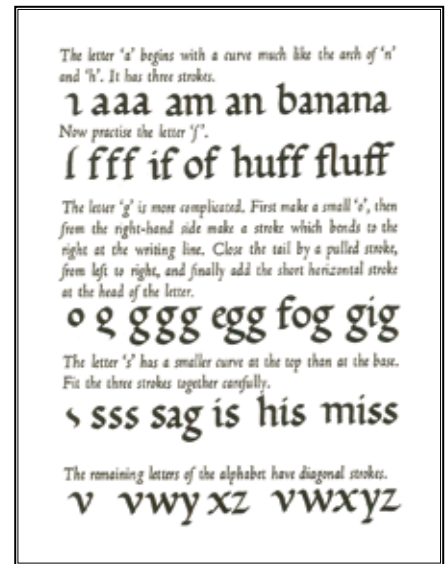 The letter 'a' begins with a curve much like the arch of 'n'
and 'h'. It has three strokes.
ı aaa am an banana
Now practise the letter 'f'.
ſ fff if of huff fluff
The letter 'g' is more complicated. First make a small 'o', then
from the right-hand side make a stroke which bends to the
right at the writing line. Close the tail by a pulled stroke,
from left to right, and finally add the short horizontal stroke
at the head of the letter.
o g ggg egg fog gig
The letter 's' has a smaller curve at the top than at the base.
Fit the three strokes together carefully.
sss sag is his miss
The remaining letters of the alphabet have diagonal strokes.
v vwy xz vwxyz